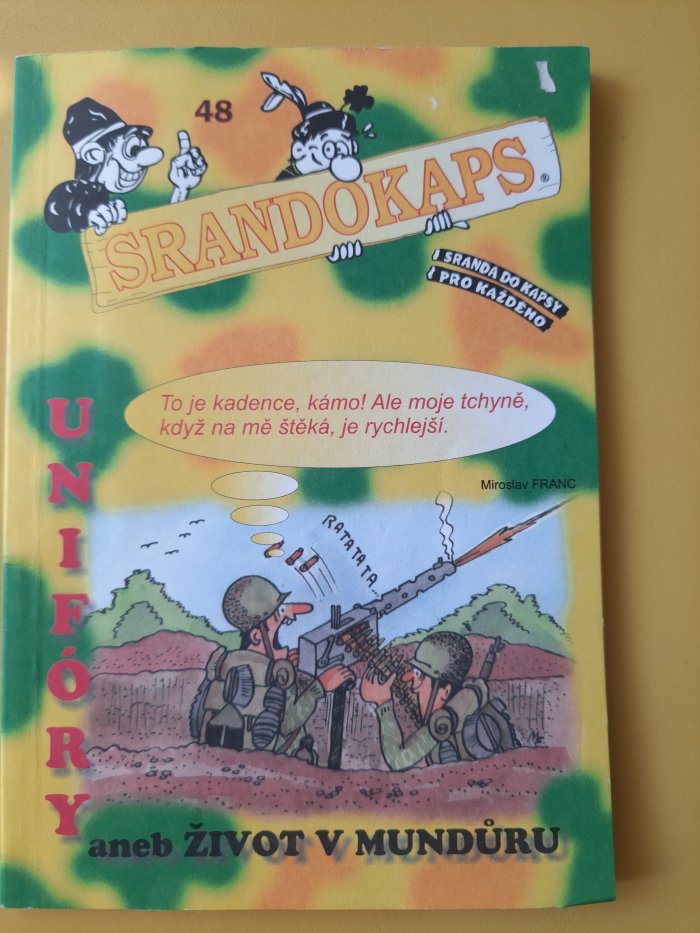 48
SRANDOKAPS®
SRANDA DO KAPSY
PRO KAŽDÉHO
To je kadence, kámo! Ale moje tchyně,
když na mě štěká, je rychlejší.
Miroslav FRANC
RATATATA...
UNIFÓRY
aneb ŽIVOT V MUNDŮRU